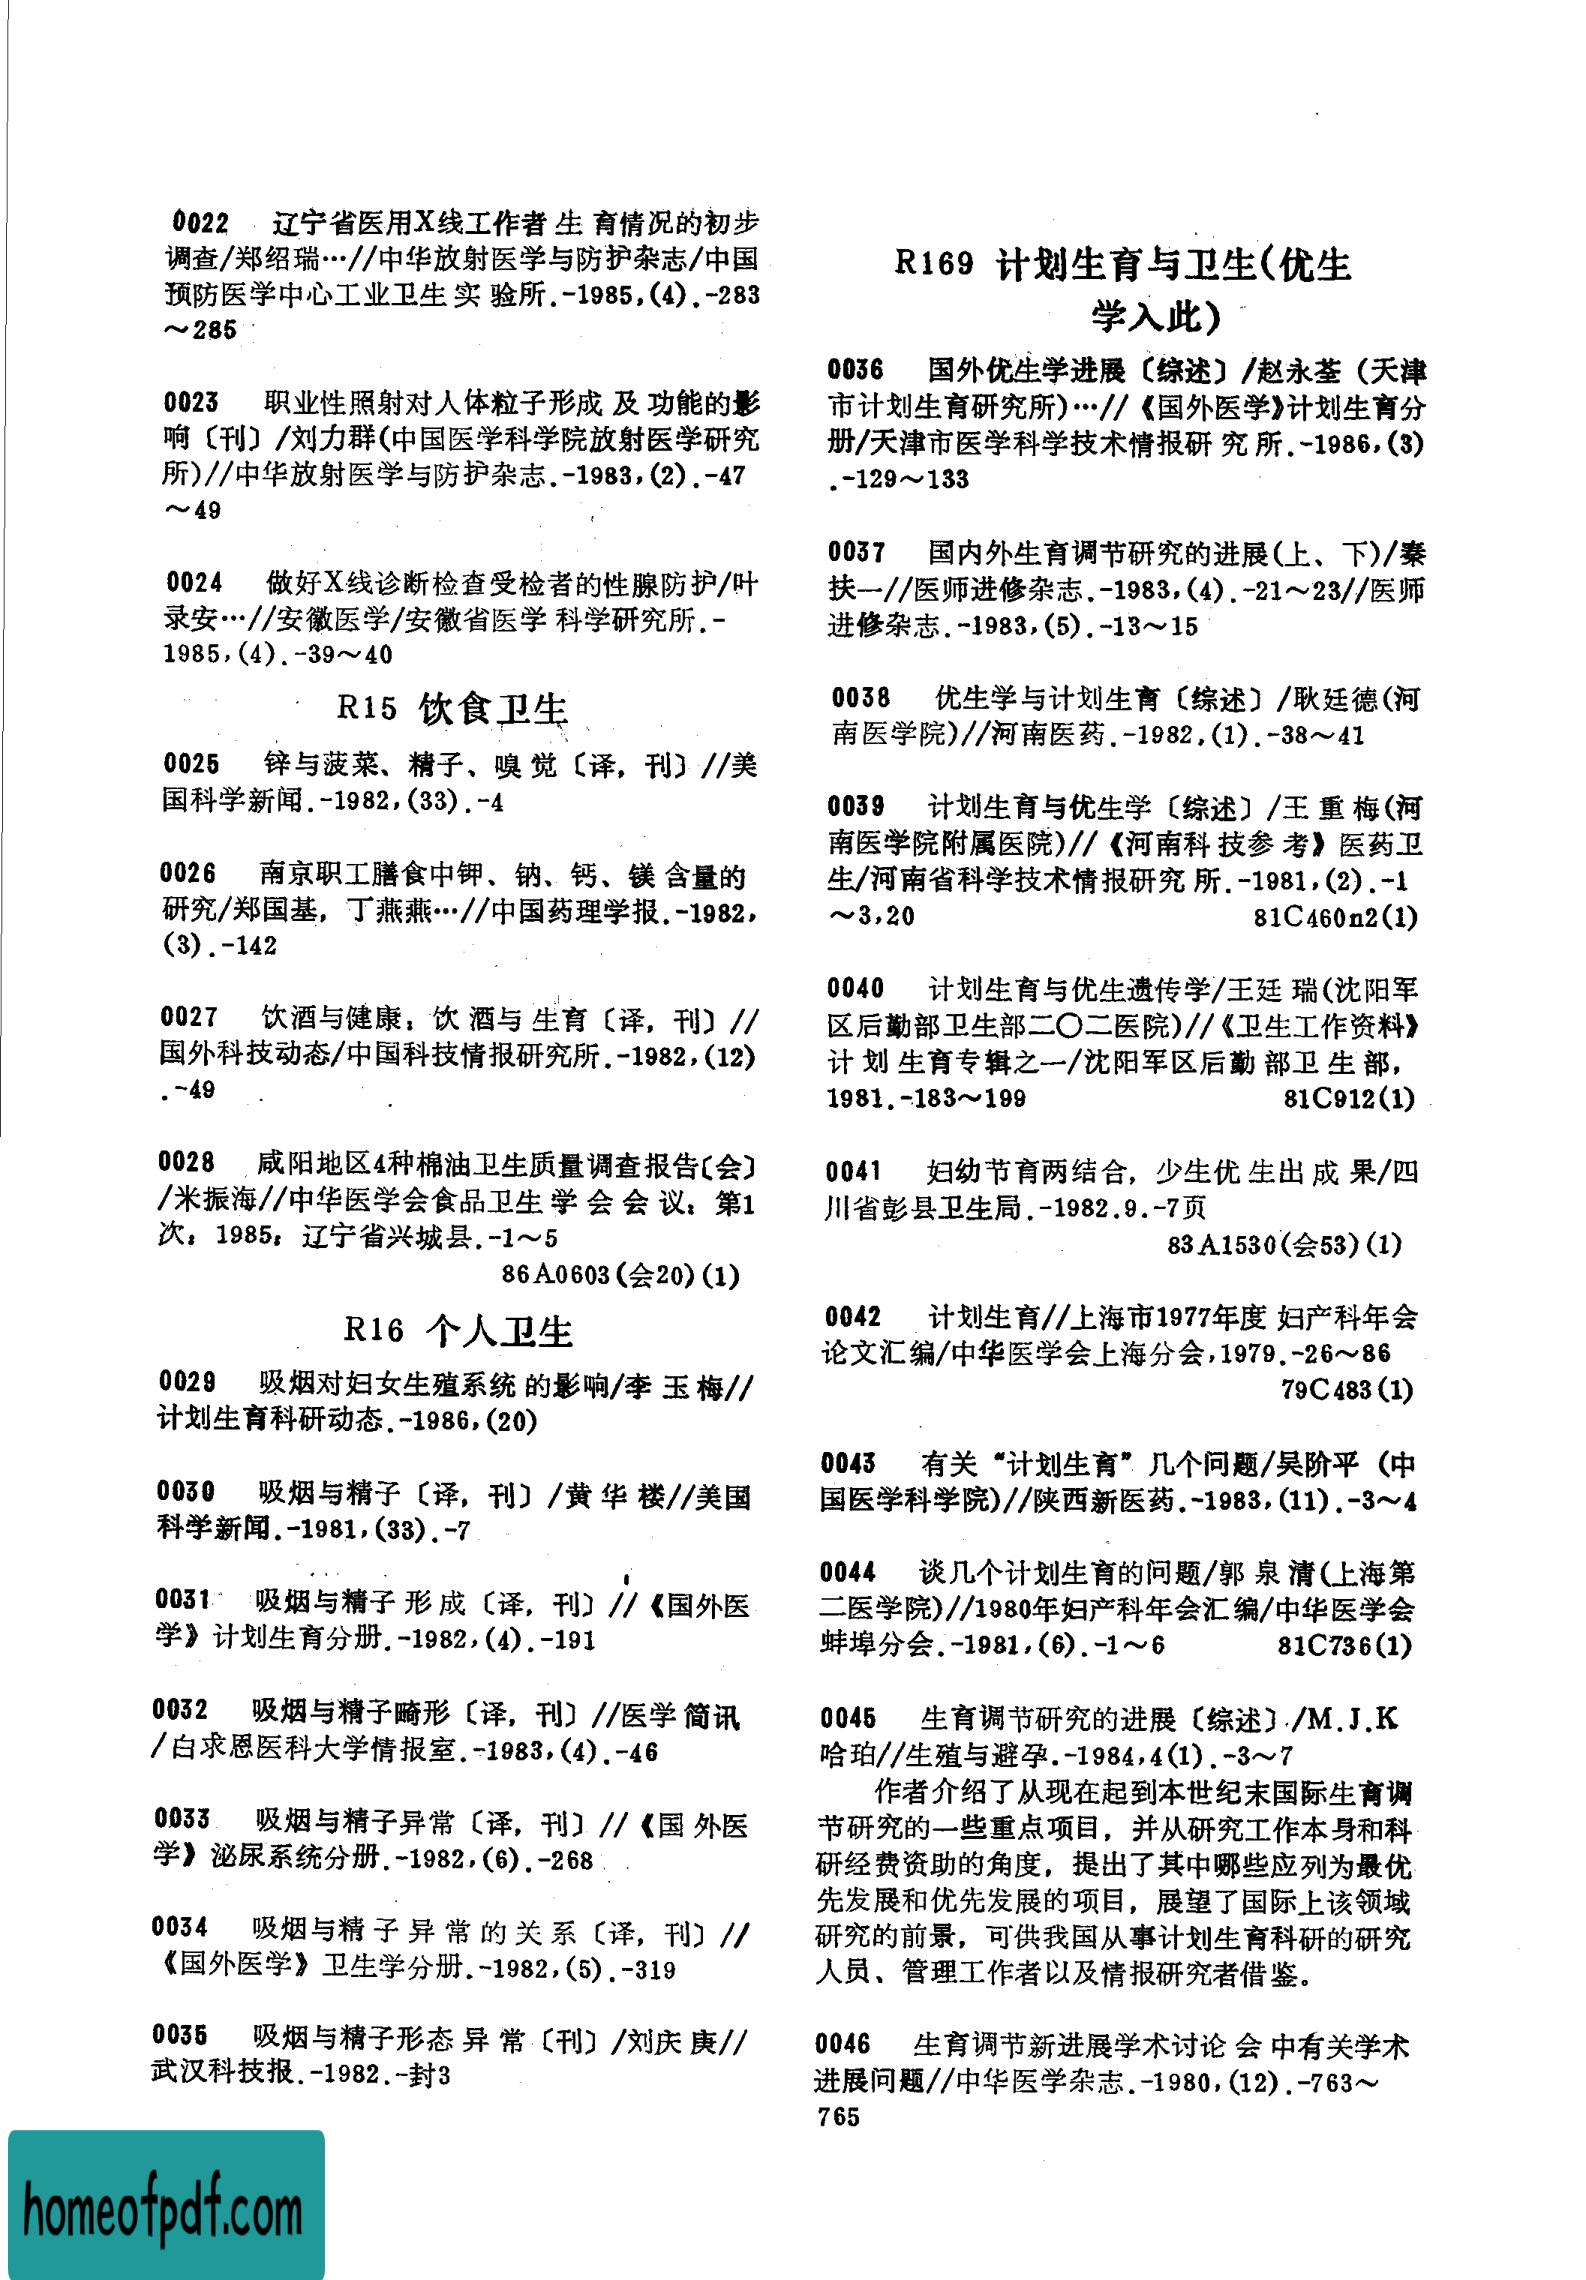 0022 辽宁省医用X线工作者生育情况的初步
调查/郑绍瑞…//中华放射医学与防护杂志/中国
预防医学中心工业卫生实验所.-1985,(4).-283
～285
0023 职业性照射对人体粒子形成及功能的影
响〔刊〕/刘力群(中国医学科学院放射医学研究
所)//中华放射医学与防护杂志.-1983,(2).-47
～49
0024 做好X线诊断检查受检者的性腺防护/叶
录安…//安徽医学/安徽省医学科学研究所.-
1985,(4).-39～40
R15 饮食卫生
0025 锌与菠菜、精子、嗅觉〔译，刊〕//美
国科学新闻.-1982,(33).-4
0026 南京职工膳食中钾、钠、钙、镁含量的
研究/郑国基，丁燕燕…//中国药理学报.-1982,
(3).-142
0027 饮酒与健康：饮酒与生育〔译，刊〕//
国外科技动态/中国科技情报研究所.-1982,(12)
.-49
0028 咸阳地区4种棉油卫生质量调查报告〔会〕
/米振海//中华医学会食品卫生学会会议：第1
次：1985：辽宁省兴城县.-1～5
86A0603(会20)(1)
R16 个人卫生
0029 吸烟对妇女生殖系统的影响/李玉梅//
计划生育科研动态.-1986,(20)
0030 吸烟与精子〔译，刊〕/黄华楼//美国
科学新闻.-1981,(33).-7
0031 吸烟与精子形成〔译，刊〕//《国外医
学》计划生育分册.-1982,(4).-191
0032 吸烟与精子畸形〔译，刊〕//医学简讯
/白求恩医科大学情报室.-1983,(4).-46
0033 吸烟与精子异常〔译，刊〕//《国外医
学》泌尿系统分册.-1982,(6).-268
0034 吸烟与精子异常的关系〔译，刊〕//
《国外医学》卫生学分册.-1982,(5).-319
0035 吸烟与精子形态异常〔刊〕/刘庆庚//
武汉科技报.-1982.-封3
R169 计划生育与卫生(优生
学入此)
0036 国外优生学进展〔综述〕/赵永荃（天津
市计划生育研究所)…//《国外医学》计划生育分
册/天津市医学科学技术情报研究所.-1986,(3)
.-129～133
0037 国内外生育调节研究的进展(上、下)/秦
扶一//医师进修杂志.-1983,(4).-21～23//医师
进修杂志.-1983,(5).-13～15
0038 优生学与计划生育〔综述〕/耿廷德(河
南医学院)//河南医药.-1982,(1).-38～41
0039 计划生育与优生学〔综述〕/王重梅(河
南医学院附属医院)//《河南科技参考》医药卫
生/河南省科学技术情报研究所.-1981,(2).-1
～3,20 81C460n2(1)
0040 计划生育与优生遗传学/王廷瑞(沈阳军
区后勤部卫生部二〇二医院)//《卫生工作资料》
计划生育专辑之一/沈阳军区后勤部卫生部，
1981.-183～199 81C912(1)
0041 妇幼节育两结合，少生优生出成果/四
川省彭县卫生局.-1982.9.-7页
83A1530(会53)(1)
0042 计划生育//上海市1977年度妇产科年会
论文汇编/中华医学会上海分会,1979.-26～86
79C483(1)
0043 有关“计划生育”几个问题/吴阶平（中
国医学科学院)//陕西新医药.-1983,(11).-3～4
0044 谈几个计划生育的问题/郭泉清(上海第
二医学院)//1980年妇产科年会汇编/中华医学会
蚌埠分会.-1981,(6).-1～6 81C736(1)
0045 生育调节研究的进展〔综述〕/M.J.K
哈珀//生殖与避孕.-1984,4(1).-3～7
作者介绍了从现在起到本世纪末国际生育调
节研究的一些重点项目，并从研究工作本身和科
研经费资助的角度，提出了其中哪些应列为最优
先发展和优先发展的项目，展望了国际上该领域
研究的前景，可供我国从事计划生育科研的研究
人员、管理工作者以及情报研究者借鉴。
0046 生育调节新进展学术讨论会中有关学术
进展问题//中华医学杂志.-1980,(12).-763～
765
homeofpdf.com